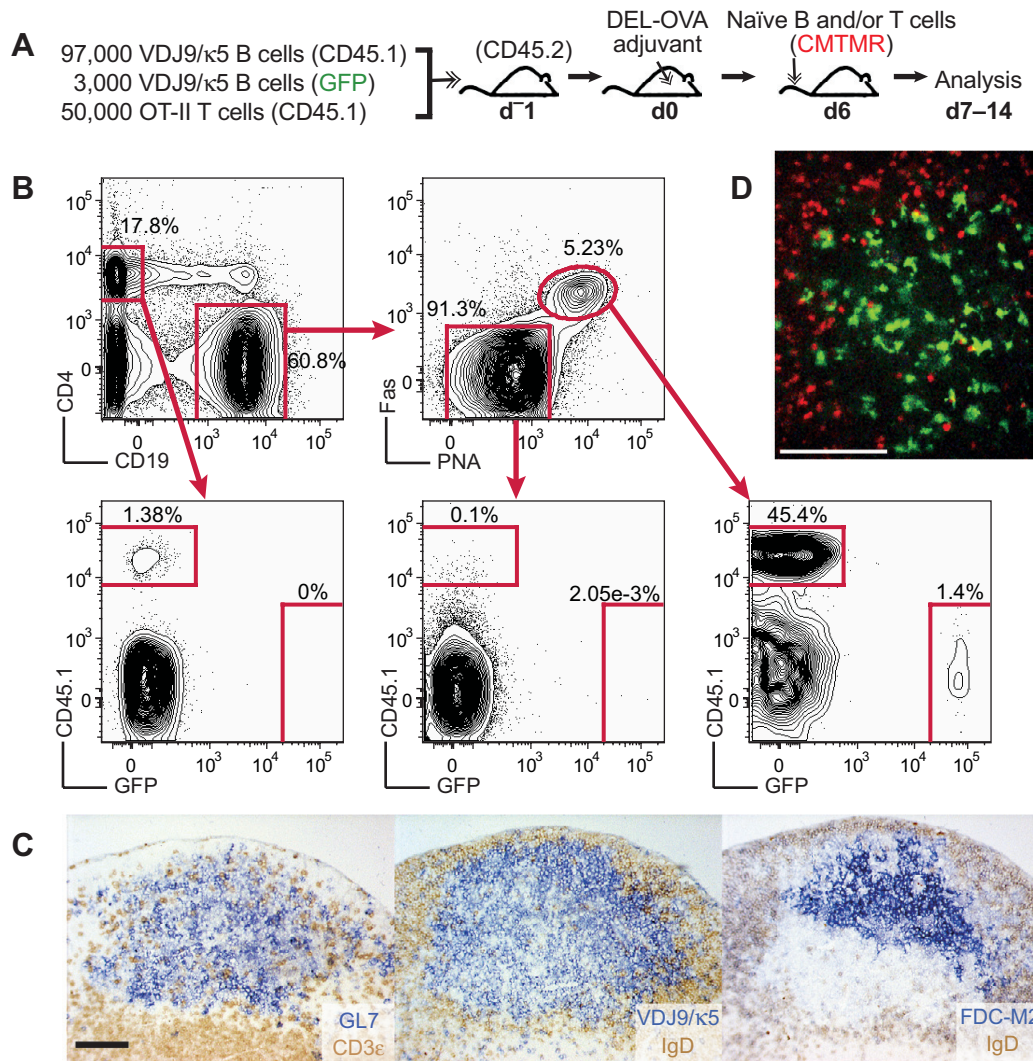 A
97,000 VDJ9/κ5 B cells (CD45.1)
3,000 VDJ9/κ5 B cells (GFP)
50,000 OT-II T cells (CD45.1)
(CD45.2)
d⁻1
DEL-OVA
adjuvant
d0
Naïve B and/or T cells
(CMTMR)
d6
Analysis
d7–14
B
17.8%
60.8%
10⁵
10⁴
10³
0
CD4
0 10³ 10⁴ 10⁵
CD19
5.23%
91.3%
10⁵
10⁴
10³
0
Fas
0 10³ 10⁴ 10⁵
PNA
D
1.38%
0%
10⁵
10⁴
10³
0
CD45.1
0 10³ 10⁴ 10⁵
GFP
0.1%
2.05e-3%
10⁵
10⁴
10³
0
CD45.1
0 10³ 10⁴ 10⁵
GFP
45.4%
1.4%
10⁵
10⁴
10³
0
CD45.1
0 10³ 10⁴ 10⁵
GFP
C
GL7
CD3ε
VDJ9/κ5
IgD
FDC-M2
IgD